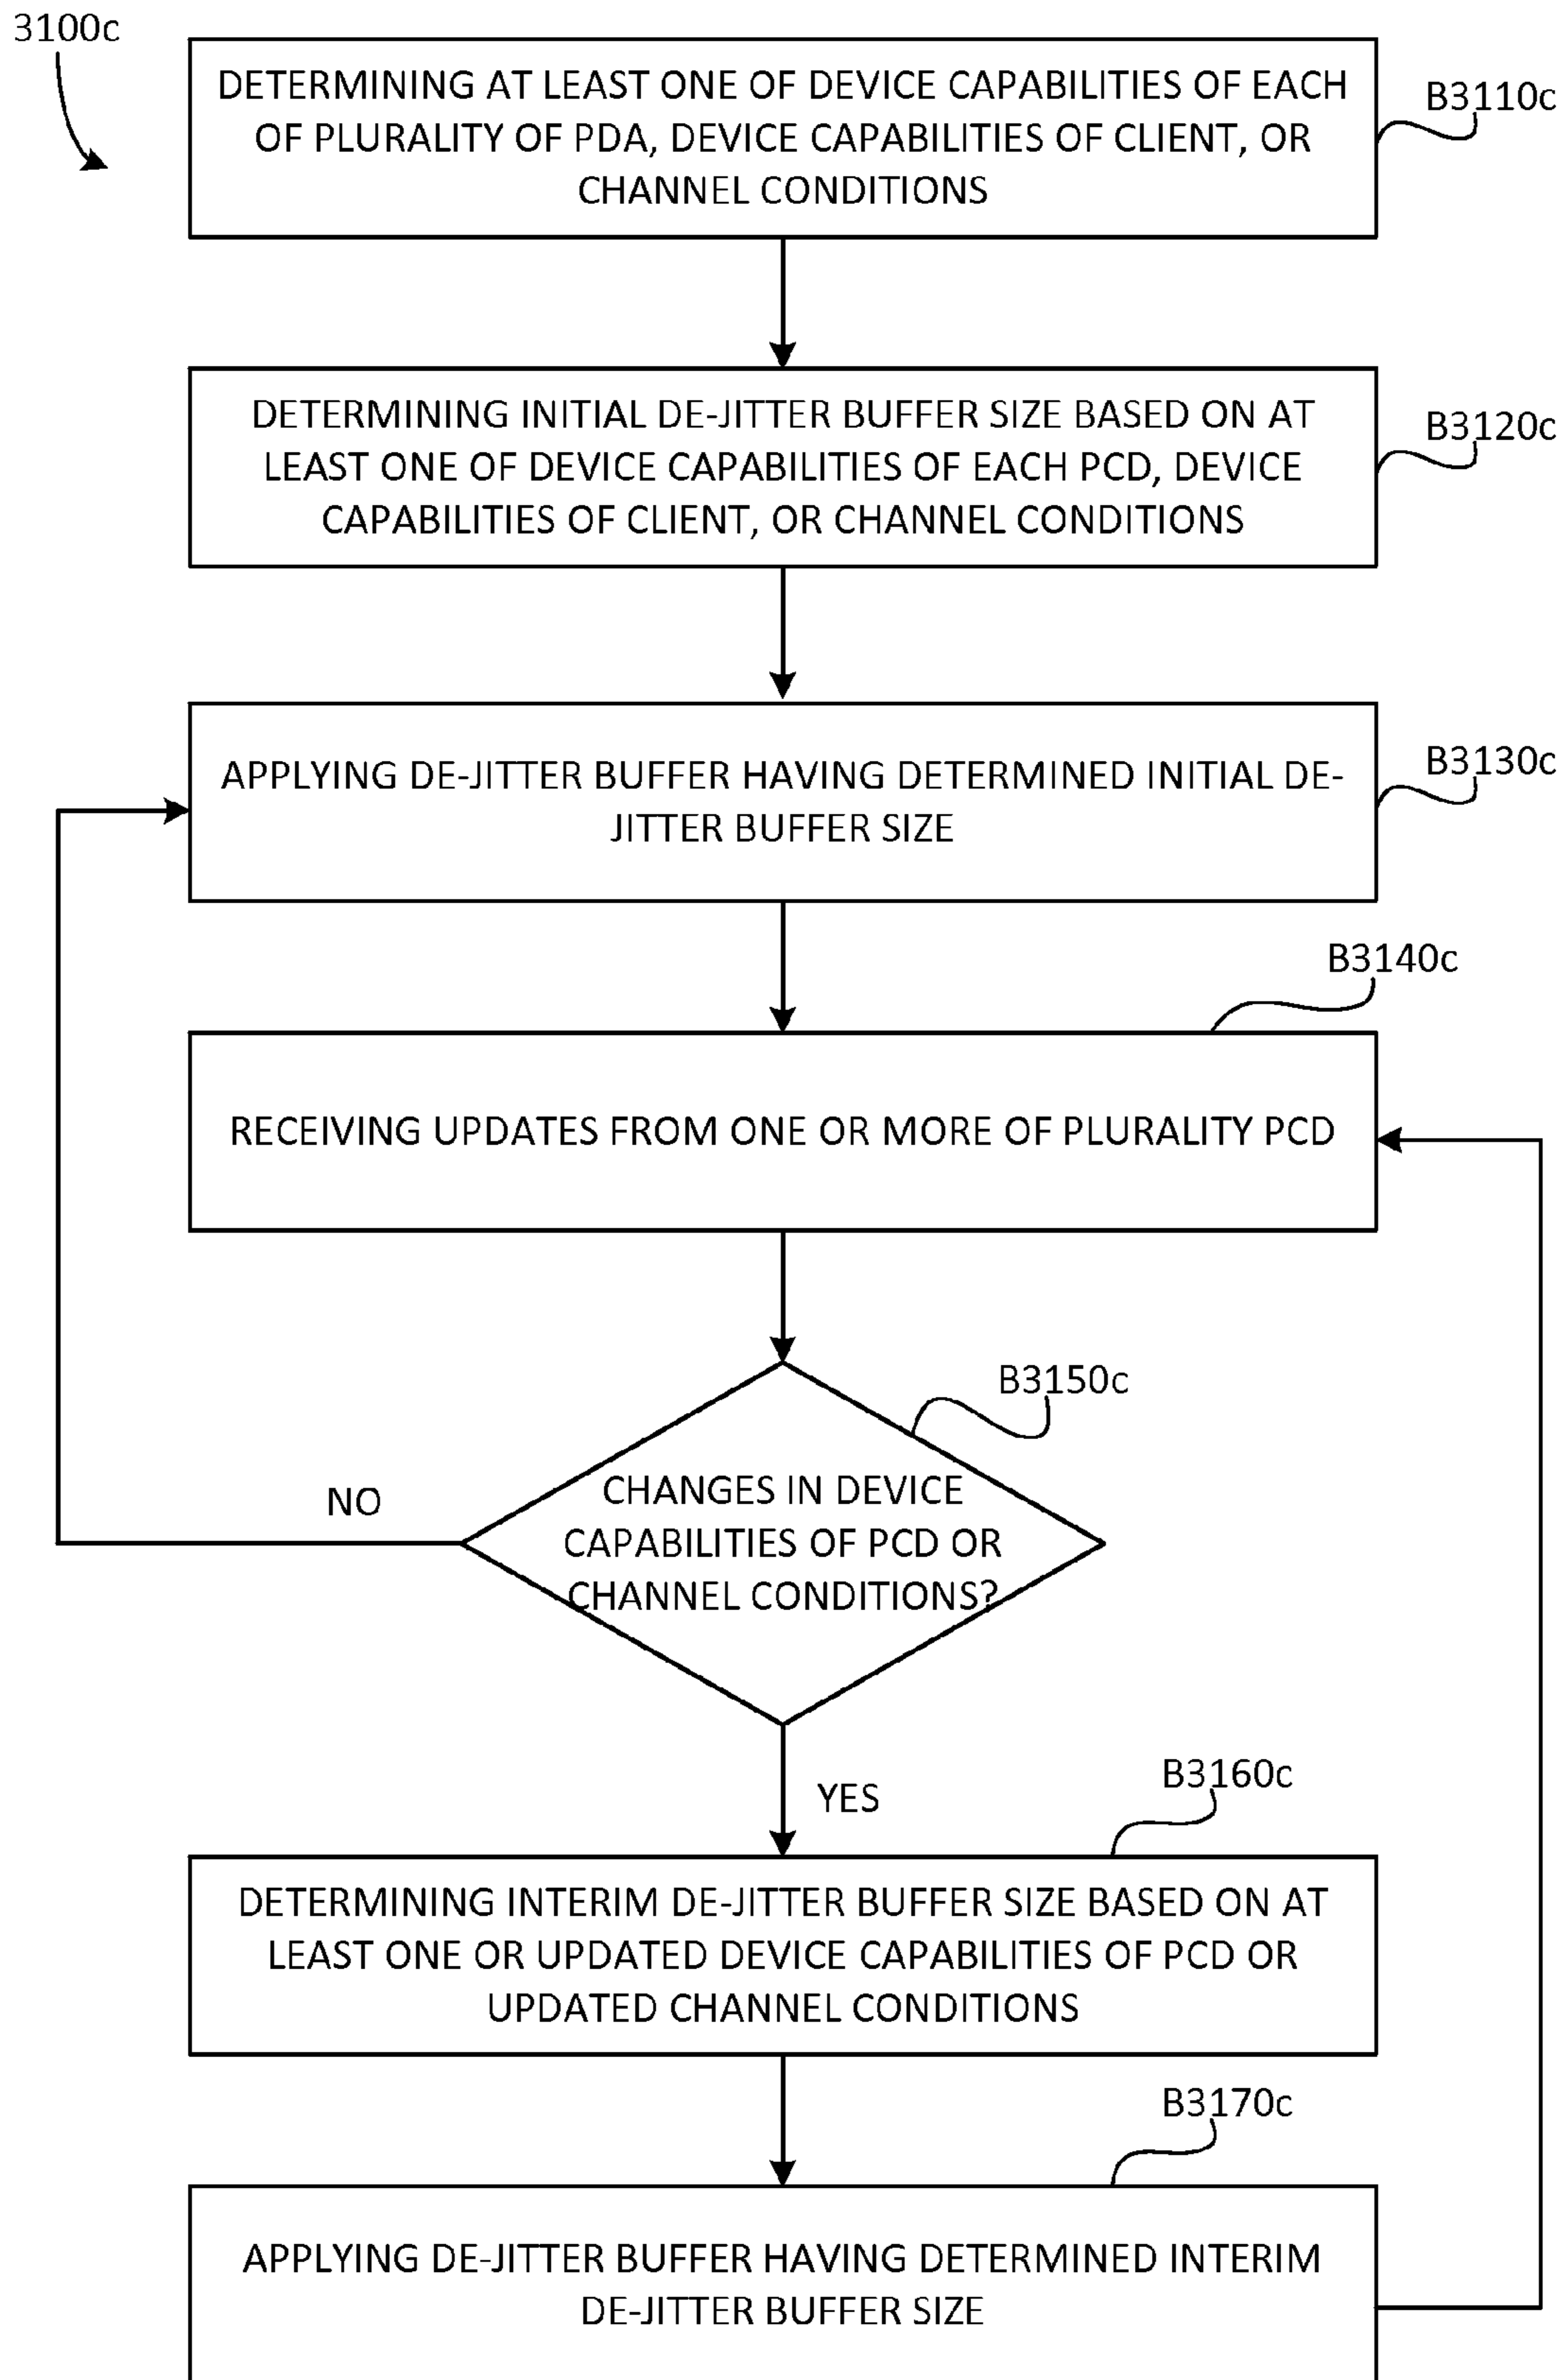 3100c
DETERMINING AT LEAST ONE OF DEVICE CAPABILITIES OF EACH
OF PLURALITY OF PDA, DEVICE CAPABILITIES OF CLIENT, OR
CHANNEL CONDITIONS
B3110c
DETERMINING INITIAL DE-JITTER BUFFER SIZE BASED ON AT
LEAST ONE OF DEVICE CAPABILITIES OF EACH PCD, DEVICE
CAPABILITIES OF CLIENT, OR CHANNEL CONDITIONS
B3120c
APPLYING DE-JITTER BUFFER HAVING DETERMINED INITIAL DE-
JITTER BUFFER SIZE
B3130c
B3140c
RECEIVING UPDATES FROM ONE OR MORE OF PLURALITY PCD
B3150c
CHANGES IN DEVICE
CAPABILITIES OF PCD OR
CHANNEL CONDITIONS?
NO
YES
B3160c
DETERMINING INTERIM DE-JITTER BUFFER SIZE BASED ON AT
LEAST ONE OR UPDATED DEVICE CAPABILITIES OF PCD OR
UPDATED CHANNEL CONDITIONS
B3170c
APPLYING DE-JITTER BUFFER HAVING DETERMINED INTERIM
DE-JITTER BUFFER SIZE